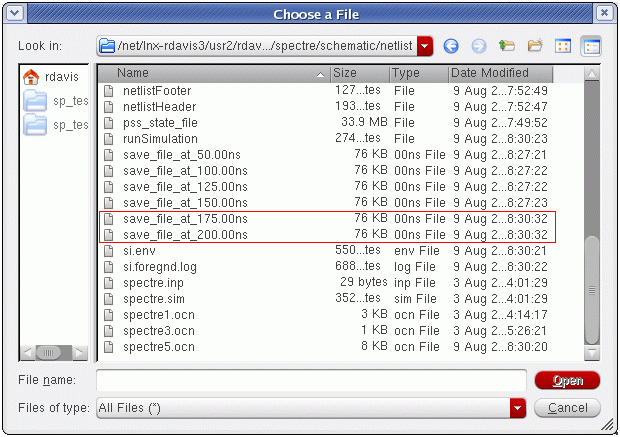 Choose a File
Look in: /net/lnx-rdavis3/usr2/rdav.../spectre/schematic/netlist
rdavis
sp_tes
sp_tes
Name Size Type Date Modified
netlistFooter 127...tes File 9 Aug 2...7:52:49
netlistHeader 193...tes File 9 Aug 2...7:52:47
pss_state_file 33.9 MB File 9 Aug 2...7:49:52
runSimulation 274...tes File 9 Aug 2...8:30:23
save_file_at_50.00ns 76 KB 00ns File 9 Aug 2...8:27:21
save_file_at_100.00ns 76 KB 00ns File 9 Aug 2...8:27:22
save_file_at_125.00ns 76 KB 00ns File 9 Aug 2...8:27:22
save_file_at_150.00ns 76 KB 00ns File 9 Aug 2...8:27:23
save_file_at_175.00ns 76 KB 00ns File 9 Aug 2...8:30:32
save_file_at_200.00ns 76 KB 00ns File 9 Aug 2...8:30:32
si.env 550...tes env File 9 Aug 2...8:30:21
si.foregnd.log 688...tes log File 9 Aug 2...8:30:22
spectre.inp 29 bytes inp File 3 Aug 2...4:01:29
spectre.sim 352...tes sim File 3 Aug 2...4:01:29
spectre1.ocn 3 KB ocn File 9 Aug 2...4:14:17
spectre3.ocn 1 KB ocn File 3 Aug 2...5:26:21
spectre5.ocn 8 KB ocn File 9 Aug 2...8:30:20
File name: Open
Files of type: All Files (*) Cancel